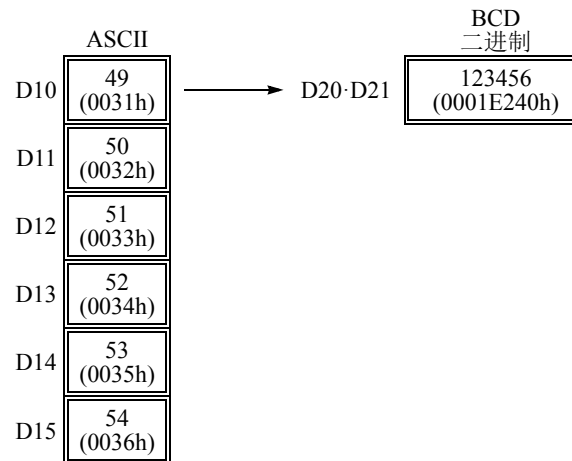 ASCII
BCD
二进制
D10
49
(0031h)
D20·D21
123456
(0001E240h)
D11
50
(0032h)
D12
51
(0033h)
D13
52
(0034h)
D14
53
(0035h)
D15
54
(0036h)